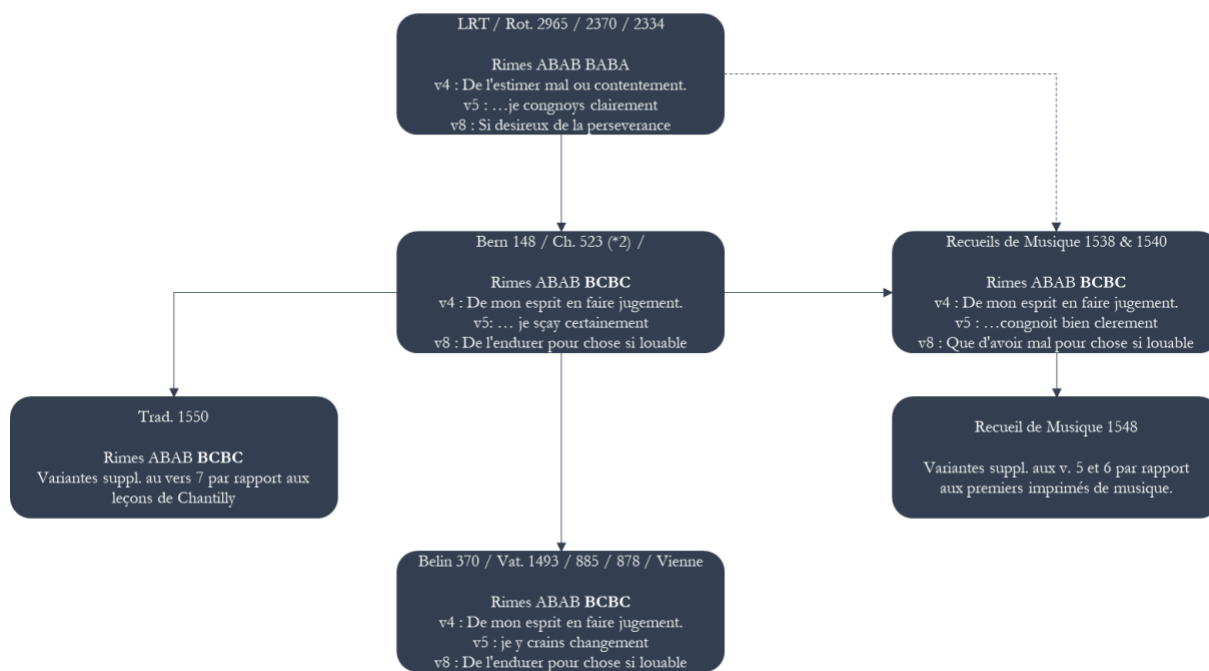 LRT / Rot. 2965 / 2370 / 2334
Rimes ABAB BABA
v4 : De l'estimer mal ou contentement.
v5 : …je congnoys clairement
v8 : Si desireux de la perseverance
Bern 148 / Ch. 523 (*2) /
Rimes ABAB BCBC
v4 : De mon esprit en faire jugement.
v5: … je sçay certainement
v8 : De l'endurer pour chose si louable
Recueils de Musique 1538 & 1540
Rimes ABAB BCBC
v4 : De mon esprit en faire jugement.
v5 : …congnoit bien clerement
v8 : Que d'avoir mal pour chose si louable
Trad. 1550
Rimes ABAB BCBC
Variantes suppl. au vers 7 par rapport aux
leçons de Chantilly
Recueil de Musique 1548
Variantes suppl. aux v. 5 et 6 par rapport
aux premiers imprimés de musique.
Belin 370 / Vat. 1493 / 885 / 878 / Vienne
Rimes ABAB BCBC
v4 : De mon esprit en faire jugement.
v5 : je y crains changement
v8 : De l'endurer pour chose si louable